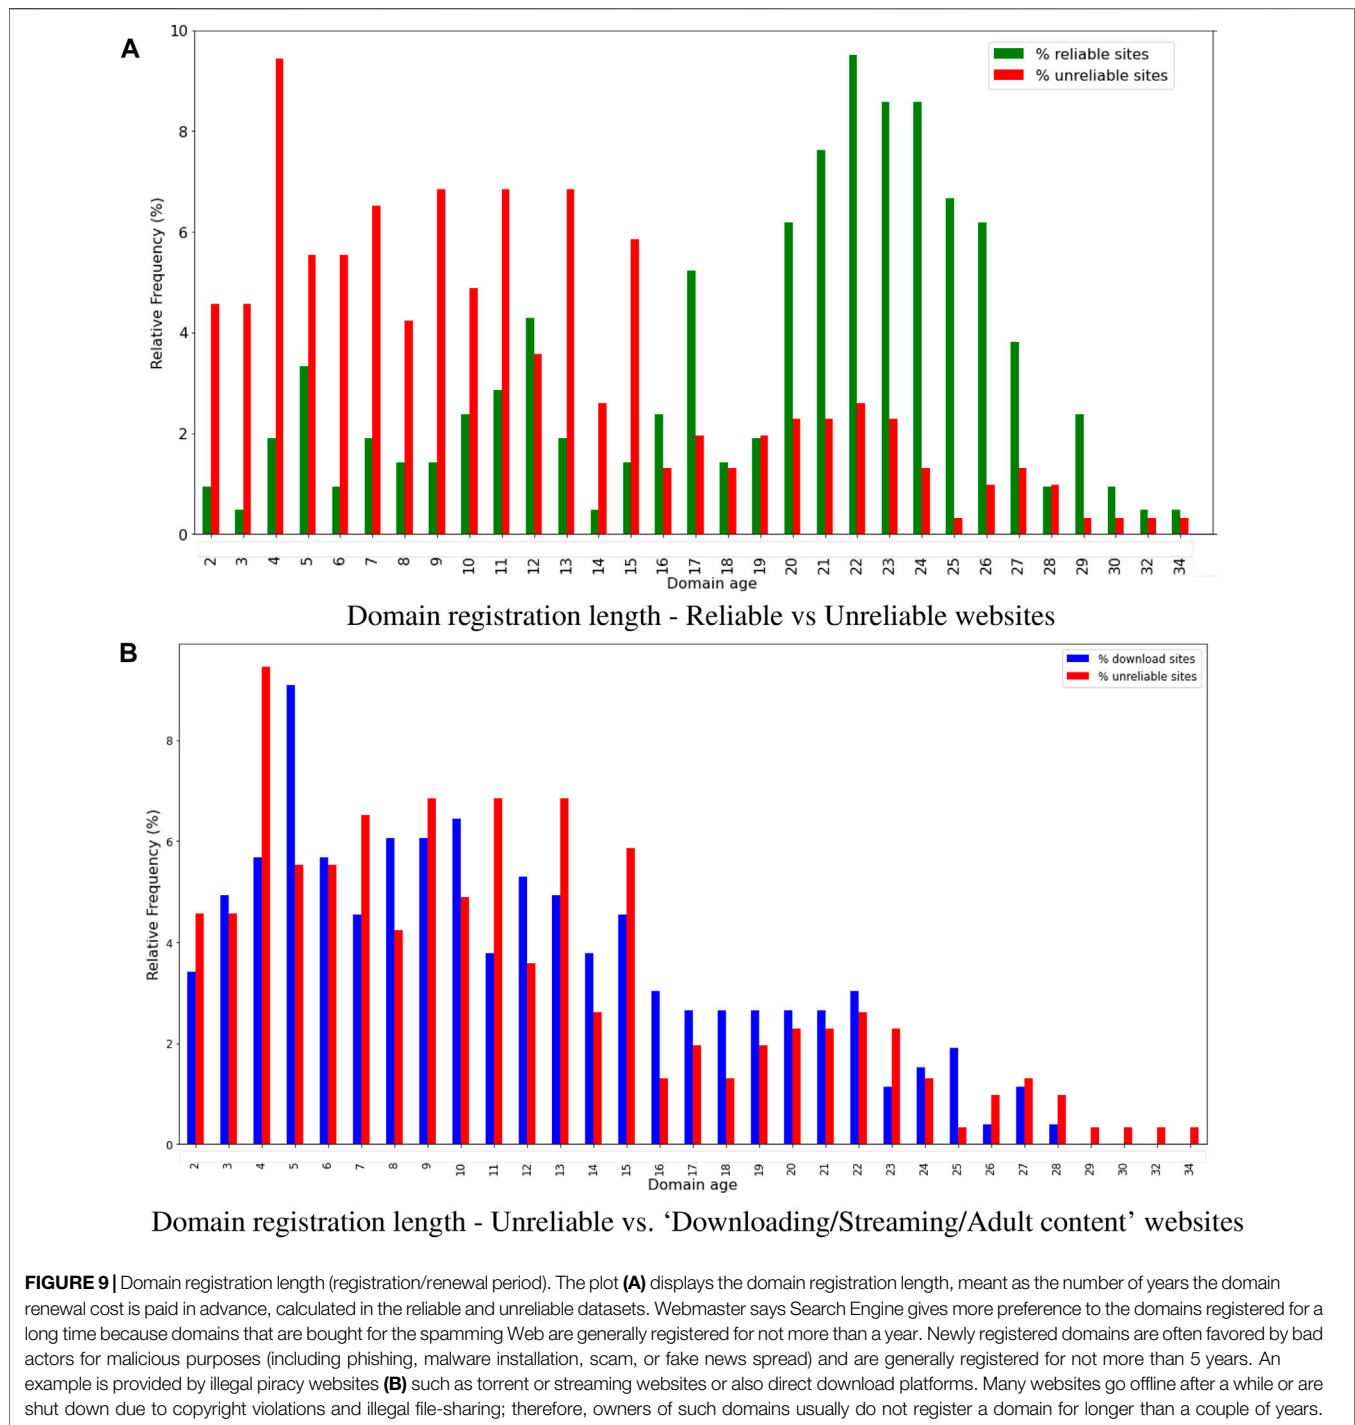 A
10
8
6
4
2
0
Relative Frequency (%)
% reliable sites
% unreliable sites
2 3 4 5 6 7 8 9 10 11 12 13 14 15 16 17 18 19 20 21 22 23 24 25 26 27 28 29 30 32 34
Domain age
Domain registration length - Reliable vs Unreliable websites
B
8
6
4
2
0
Relative Frequency (%)
% download sites
% unreliable sites
2 3 4 5 6 7 8 9 10 11 12 13 14 15 16 17 18 19 20 21 22 23 24 25 26 27 28 29 30 32 34
Domain age
Domain registration length - Unreliable vs. ‘Downloading/Streaming/Adult content’ websites
FIGURE 9 | Domain registration length (registration/renewal period). The plot (A) displays the domain registration length, meant as the number of years the domain
renewal cost is paid in advance, calculated in the reliable and unreliable datasets. Webmaster says Search Engine gives more preference to the domains registered for a
long time because domains that are bought for the spamming Web are generally registered for not more than a year. Newly registered domains are often favored by bad
actors for malicious purposes (including phishing, malware installation, scam, or fake news spread) and are generally registered for not more than 5 years. An
example is provided by illegal piracy websites (B) such as torrent or streaming websites or also direct download platforms. Many websites go offline after a while or are
shut down due to copyright violations and illegal file-sharing; therefore, owners of such domains usually do not register a domain for longer than a couple of years.